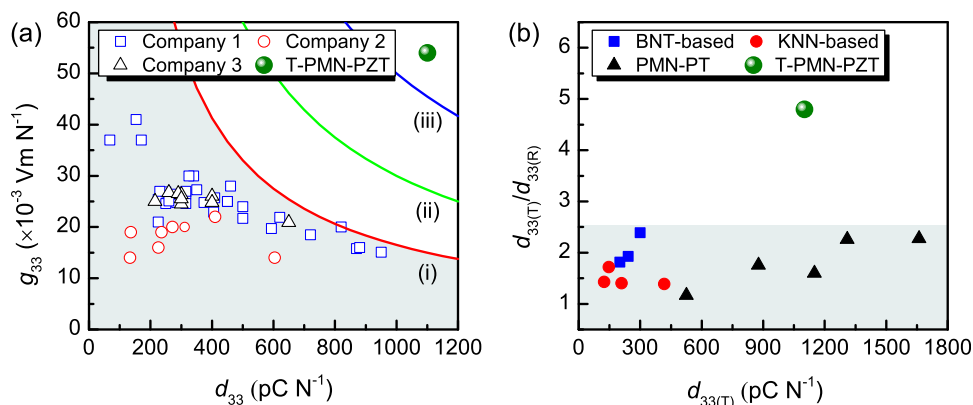 (a)
Company 1 Company 2
Company 3 T-PMN-PZT
60
50
40
30
20
10
0
g33 (×10-3 Vm N-1)
(iii)
(ii)
(i)
0 200 400 600 800 1000 1200
d33 (pC N-1)
(b)
BNT-based KNN-based
PMN-PT T-PMN-PZT
6
5
4
3
2
1
d33(T)/d33(R)
0 300 600 900 1200 1500 1800
d33(T) (pC N-1)